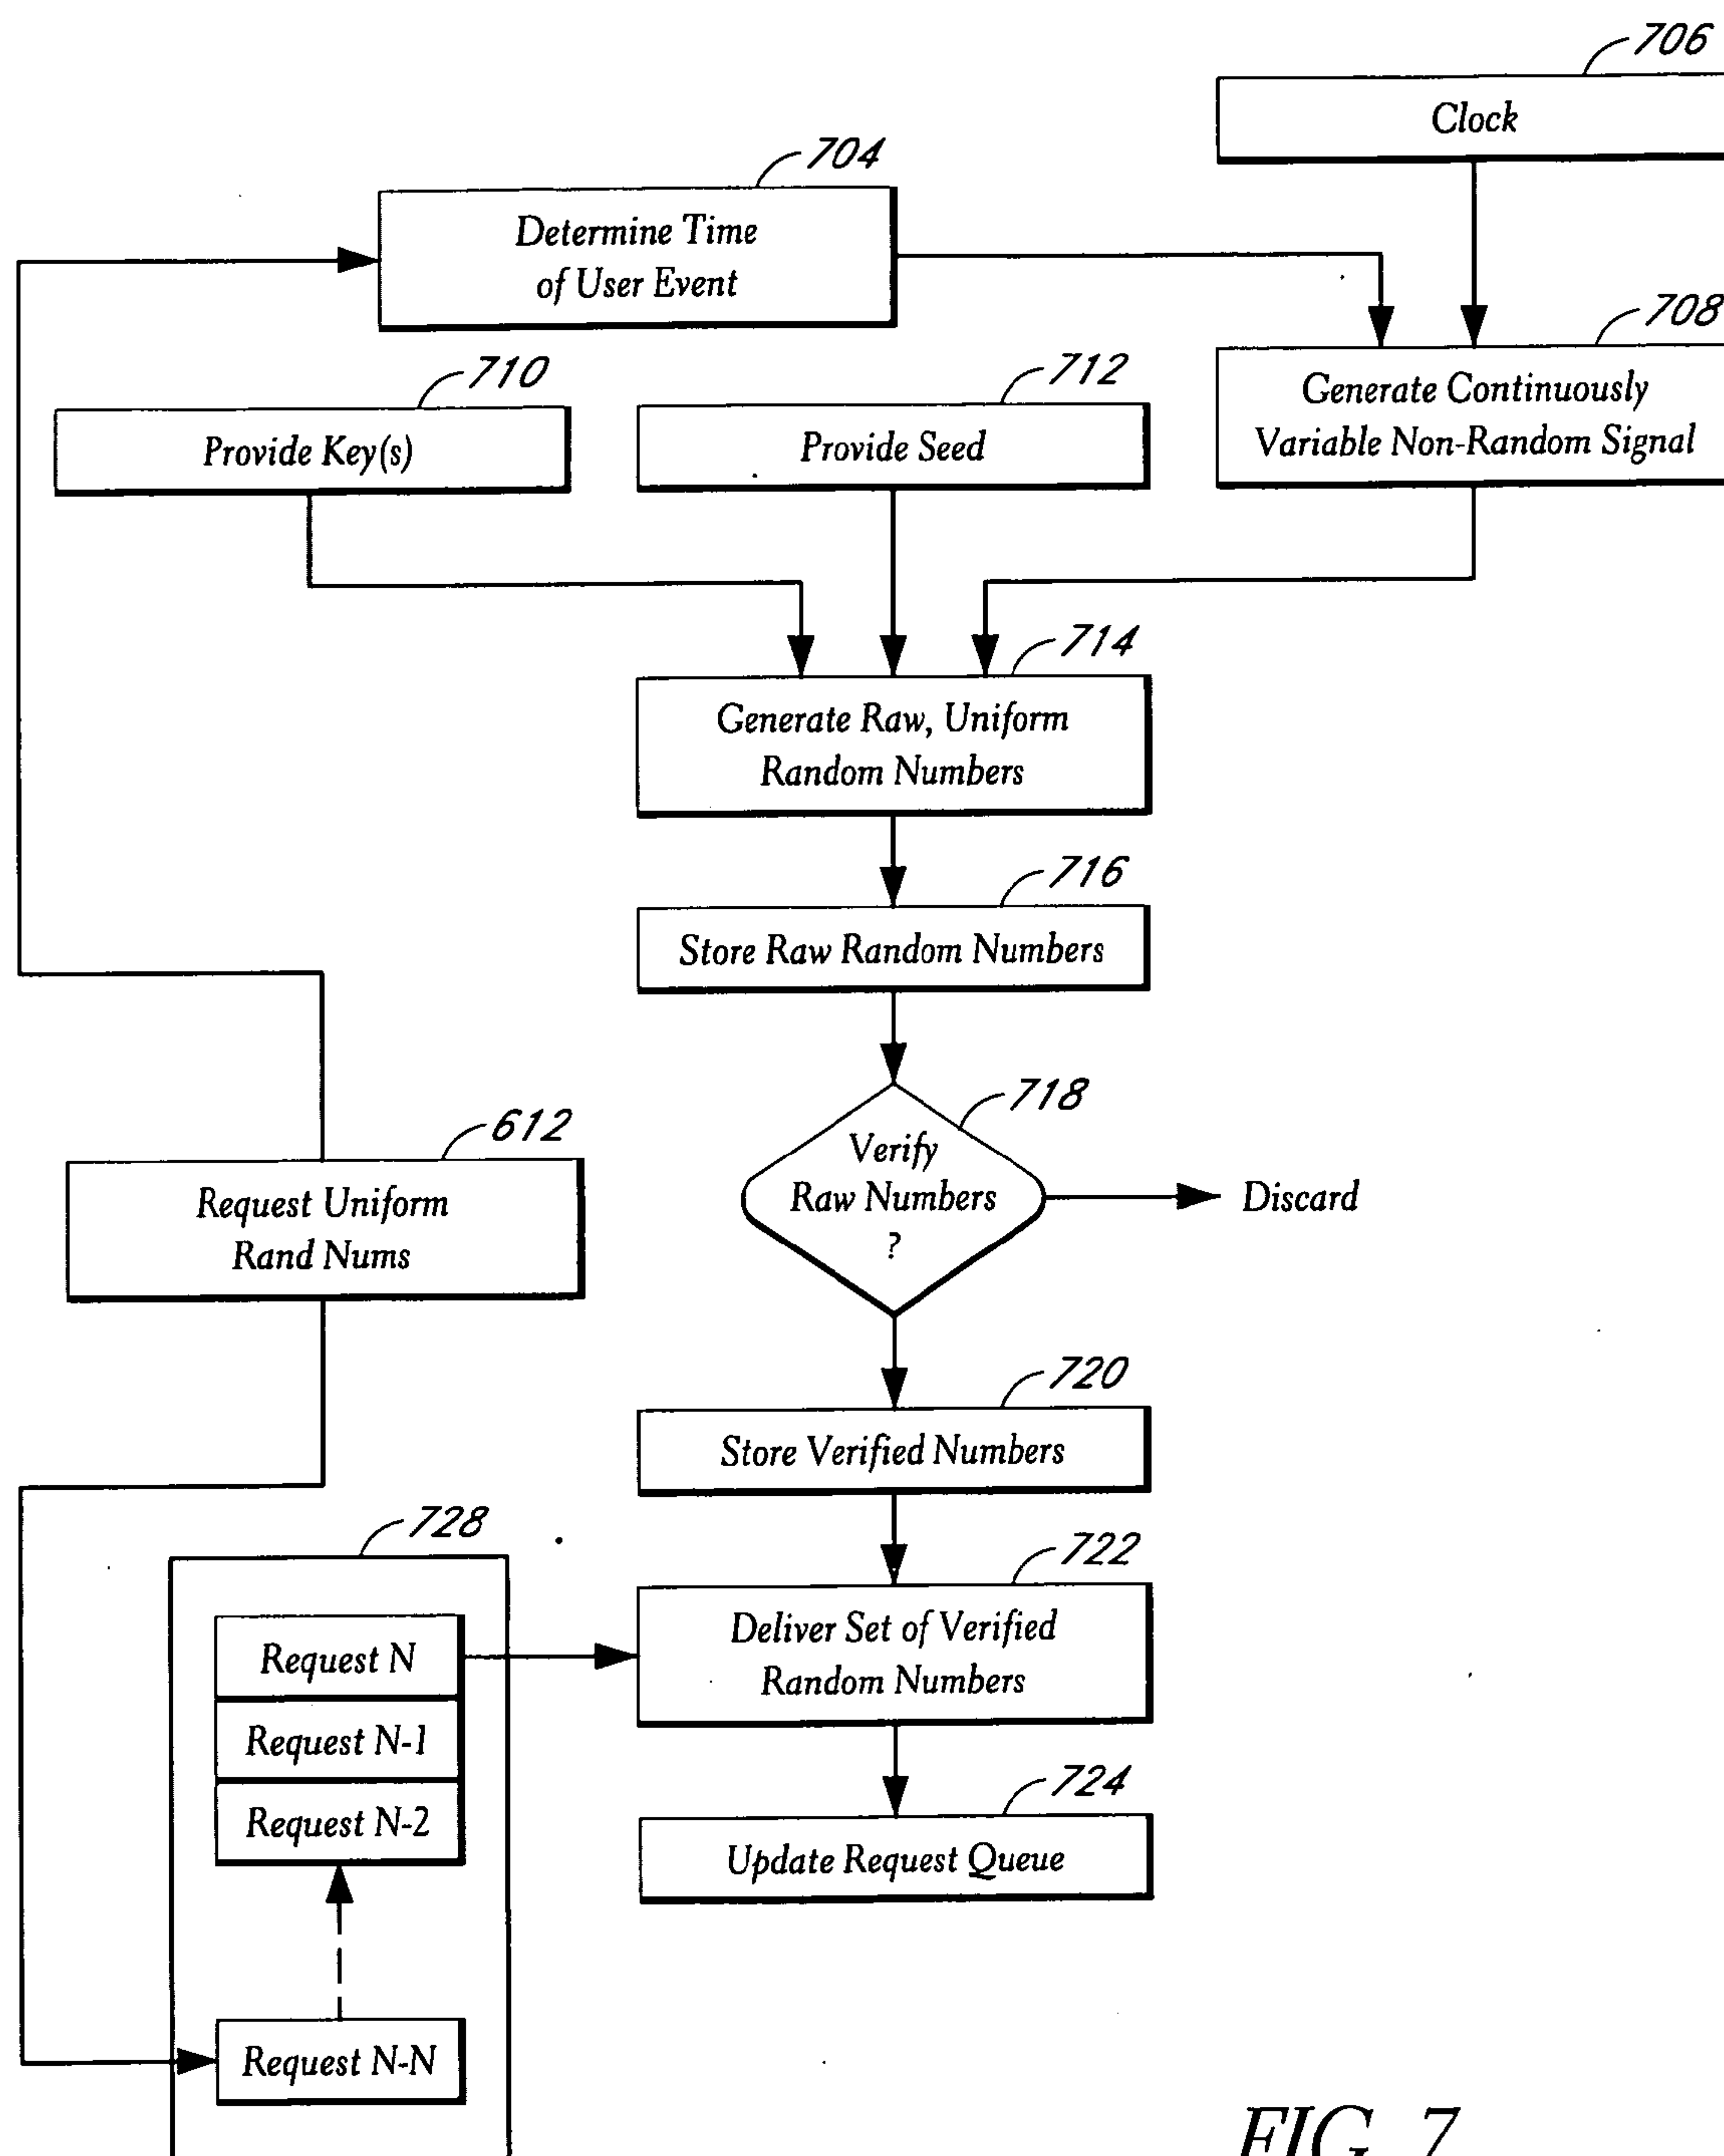 706
Clock
704
Determine Time
of User Event
708
Generate Continuously
Variable Non-Random Signal
710
Provide Key(s)
712
Provide Seed
714
Generate Raw, Uniform
Random Numbers
716
Store Raw Random Numbers
718
Verify
Raw Numbers
?
Discard
612
Request Uniform
Rand Nums
720
Store Verified Numbers
728
722
Deliver Set of Verified
Random Numbers
Request N
Request N-1
Request N-2
724
Update Request Queue
Request N-N
FIG. 7